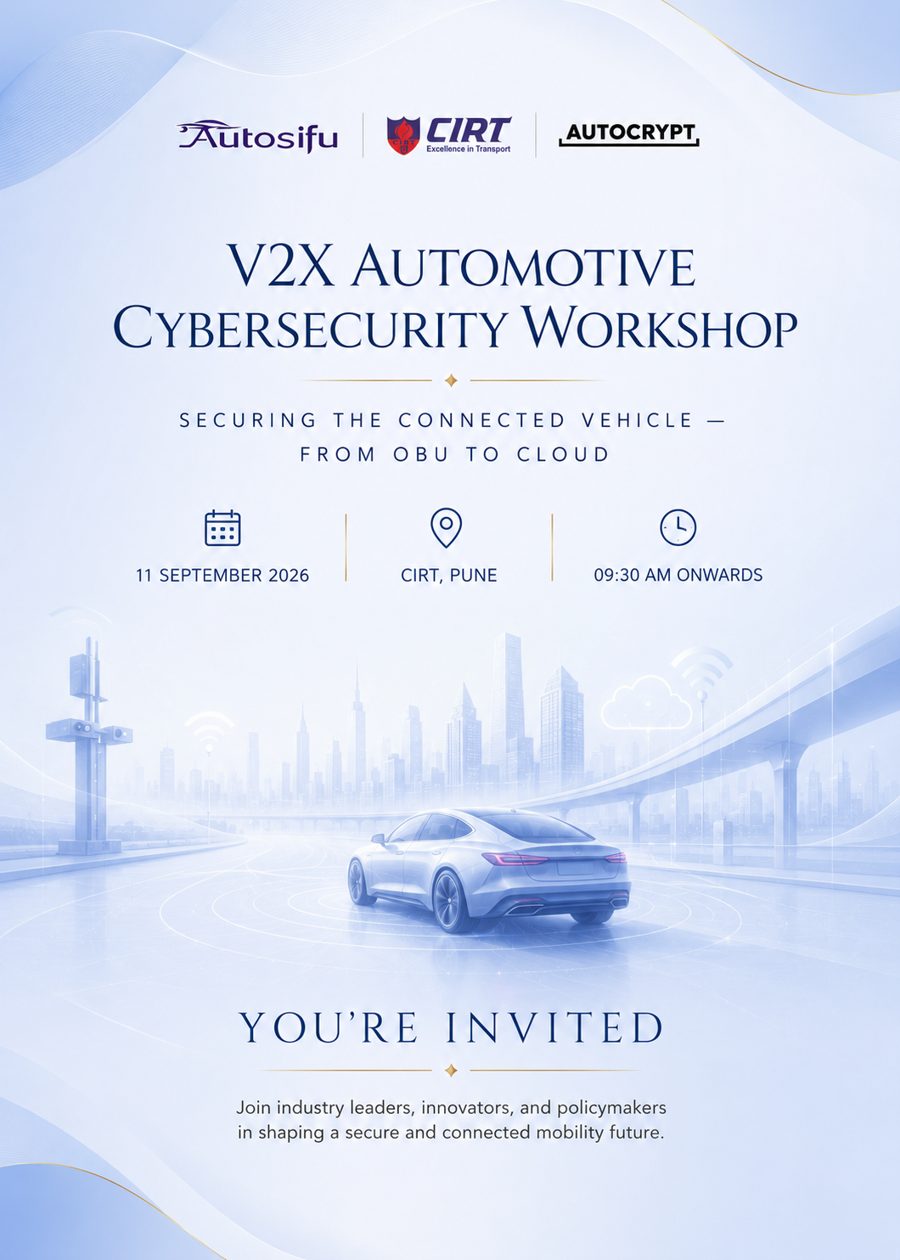 Autosifu
CIRT
Excellence in Transport
AUTOCRYPT
V2X AUTOMOTIVE
CYBERSECURITY WORKSHOP
SECURING THE CONNECTED VEHICLE —
FROM OBU TO CLOUD
11 SEPTEMBER 2026
CIRT, PUNE
09:30 AM ONWARDS
YOU'RE INVITED
Join industry leaders, innovators, and policymakers
in shaping a secure and connected mobility future.